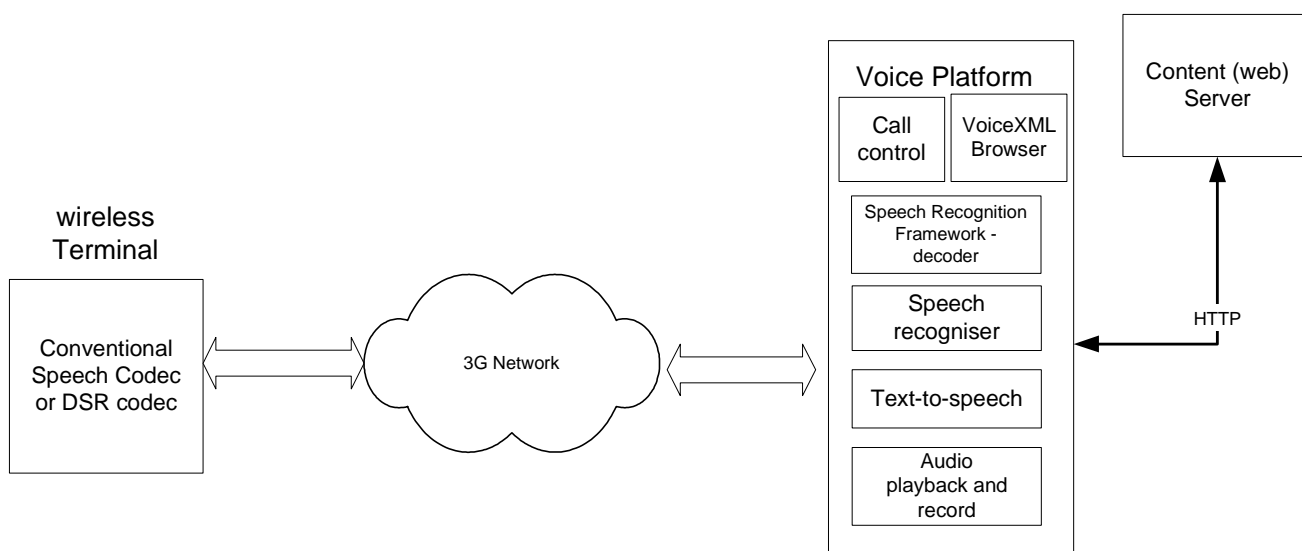 wireless
Terminal
Conventional
Speech Codec
or DSR codec
3G Network
Voice Platform
Call
control
VoiceXML
Browser
Speech Recognition
Framework -
decoder
Speech
recogniser
Text-to-speech
Audio
playback and
record
Content (web)
Server
HTTP